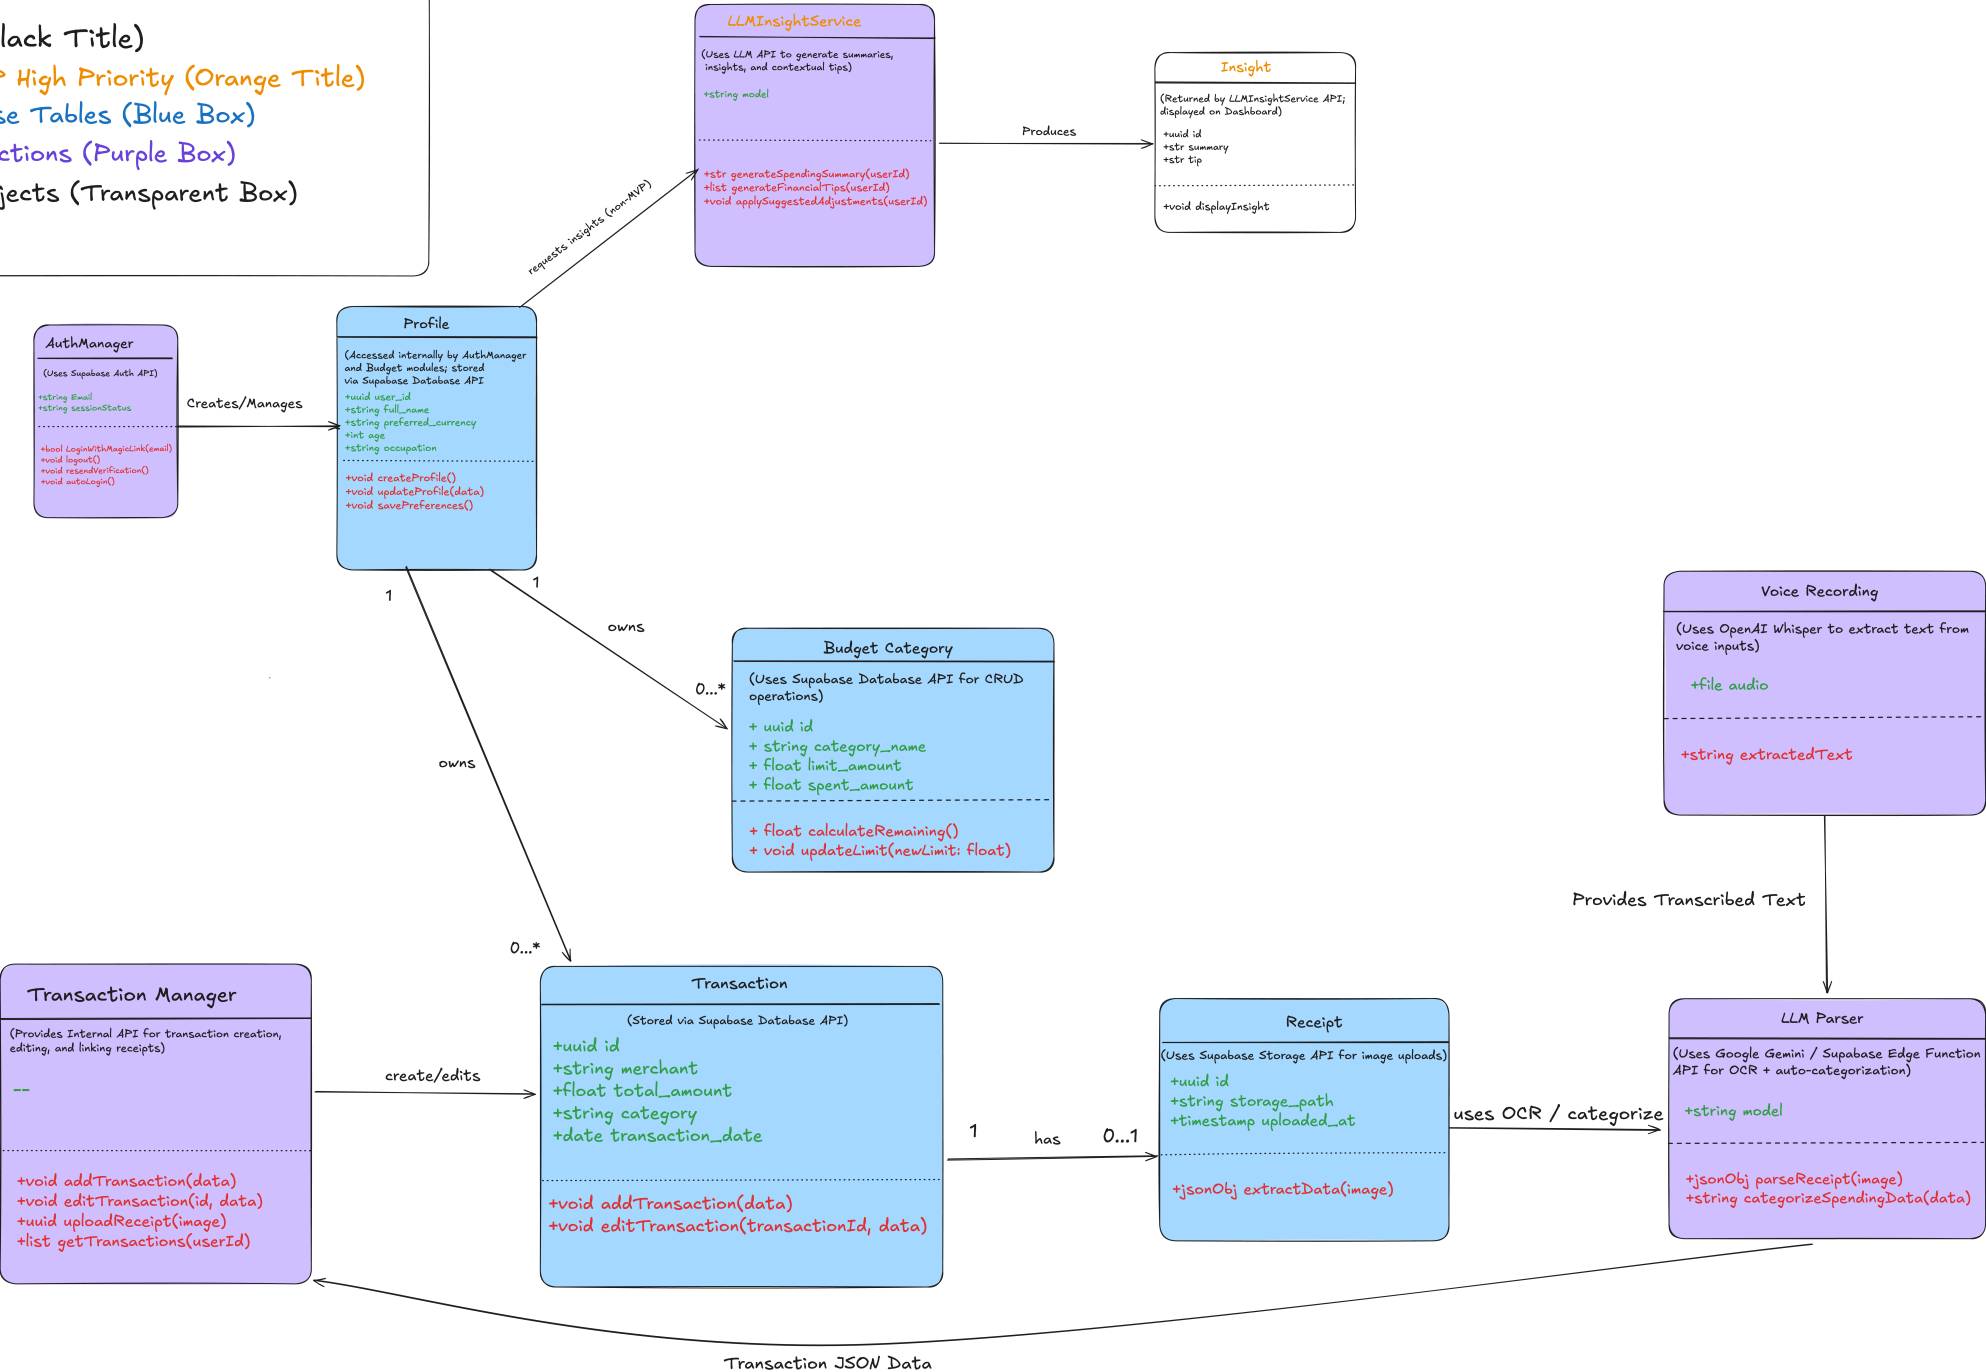 lack Title)
P High Priority (Orange Title)
se Tables (Blue Box)
ctions (Purple Box)
jects (Transparent Box)
LLMInsightService
(Uses LLM API to generate summaries,
insights, and contextual tips)
+string model
+str generateSpendingSummary(userId)
+list generateFinancialTips(userId)
+void applySuggestedAdjustments(userId)
Produces
Insight
(Returned by LLMInsightService API;
displayed on Dashboard)
+uuid id
+str summary
+str tip
+void displayInsight
requests insights (non-MVP)
AuthManager
(Uses Supabase Auth API)
+string Email
+string sessionStatus
+bool LoginWithMagicLink(email)
+void logout()
+void resendVerification()
+void autoLogin()
Creates/Manages
Profile
(Accessed internally by AuthManager
and Budget modules; stored
via Supabase Database API
+uuid user_id
+string full_name
+string preferred_currency
+int age
+string occupation
+void createProfile()
+void updateProfile(data)
+void savePreferences()
1
1
owns
0...*
owns
0...*
Budget Category
(Uses Supabase Database API for CRUD
operations)
+ uuid id
+ string category_name
+ float limit_amount
+ float spent_amount
+ float calculateRemaining()
+ void updateLimit(newLimit: float)
Voice Recording
(Uses OpenAI Whisper to extract text from
voice inputs)
+file audio
+string extractedText
Provides Transcribed Text
Transaction Manager
(Provides Internal API for transaction creation,
editing, and linking receipts)
--
+void addTransaction(data)
+void editTransaction(id, data)
+uuid uploadReceipt(image)
+list getTransactions(userId)
create/edits
Transaction
(Stored via Supabase Database API)
+uuid id
+string merchant
+float total_amount
+string category
+date transaction_date
+void addTransaction(data)
+void editTransaction(transactionId, data)
1
has
0...1
Receipt
(Uses Supabase Storage API for image uploads)
+uuid id
+string storage_path
+timestamp uploaded_at
+jsonObj extractData(image)
uses OCR / categorize
LLM Parser
(Uses Google Gemini / Supabase Edge Function
API for OCR + auto-categorization)
+string model
+jsonObj parseReceipt(image)
+string categorizeSpendingData(data)
Transaction JSON Data